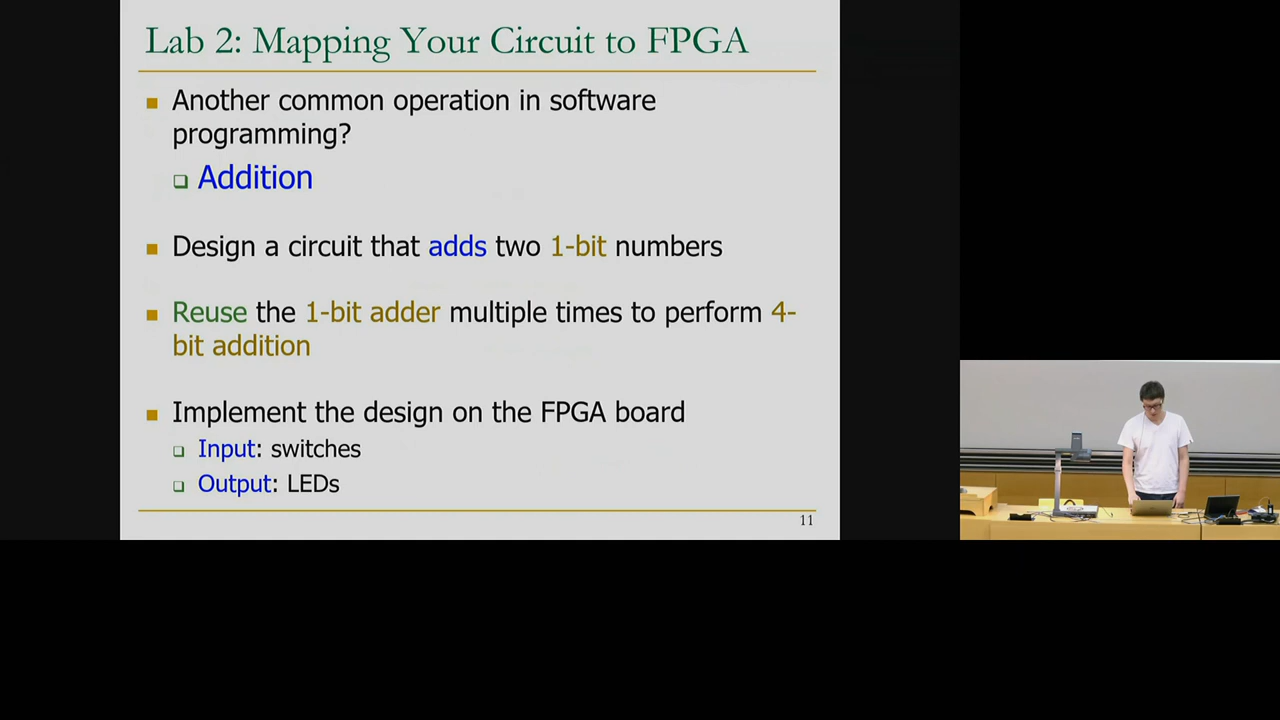 Lab 2: Mapping Your Circuit to FPGA
Another common operation in software
programming?
Addition
Design a circuit that adds two 1-bit numbers
Reuse the 1-bit adder multiple times to perform 4-
bit addition
Implement the design on the FPGA board
Input: switches
Output: LEDs
11